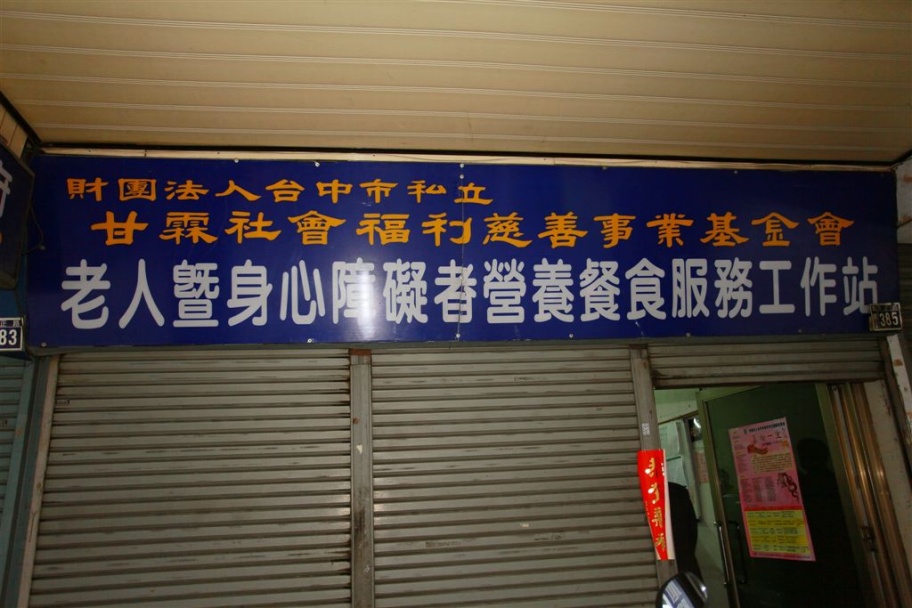 財團法人台中市私立
甘霖社會福利慈善事業基金會
老人暨身心障礙者營養餐食服務工作站
83
385